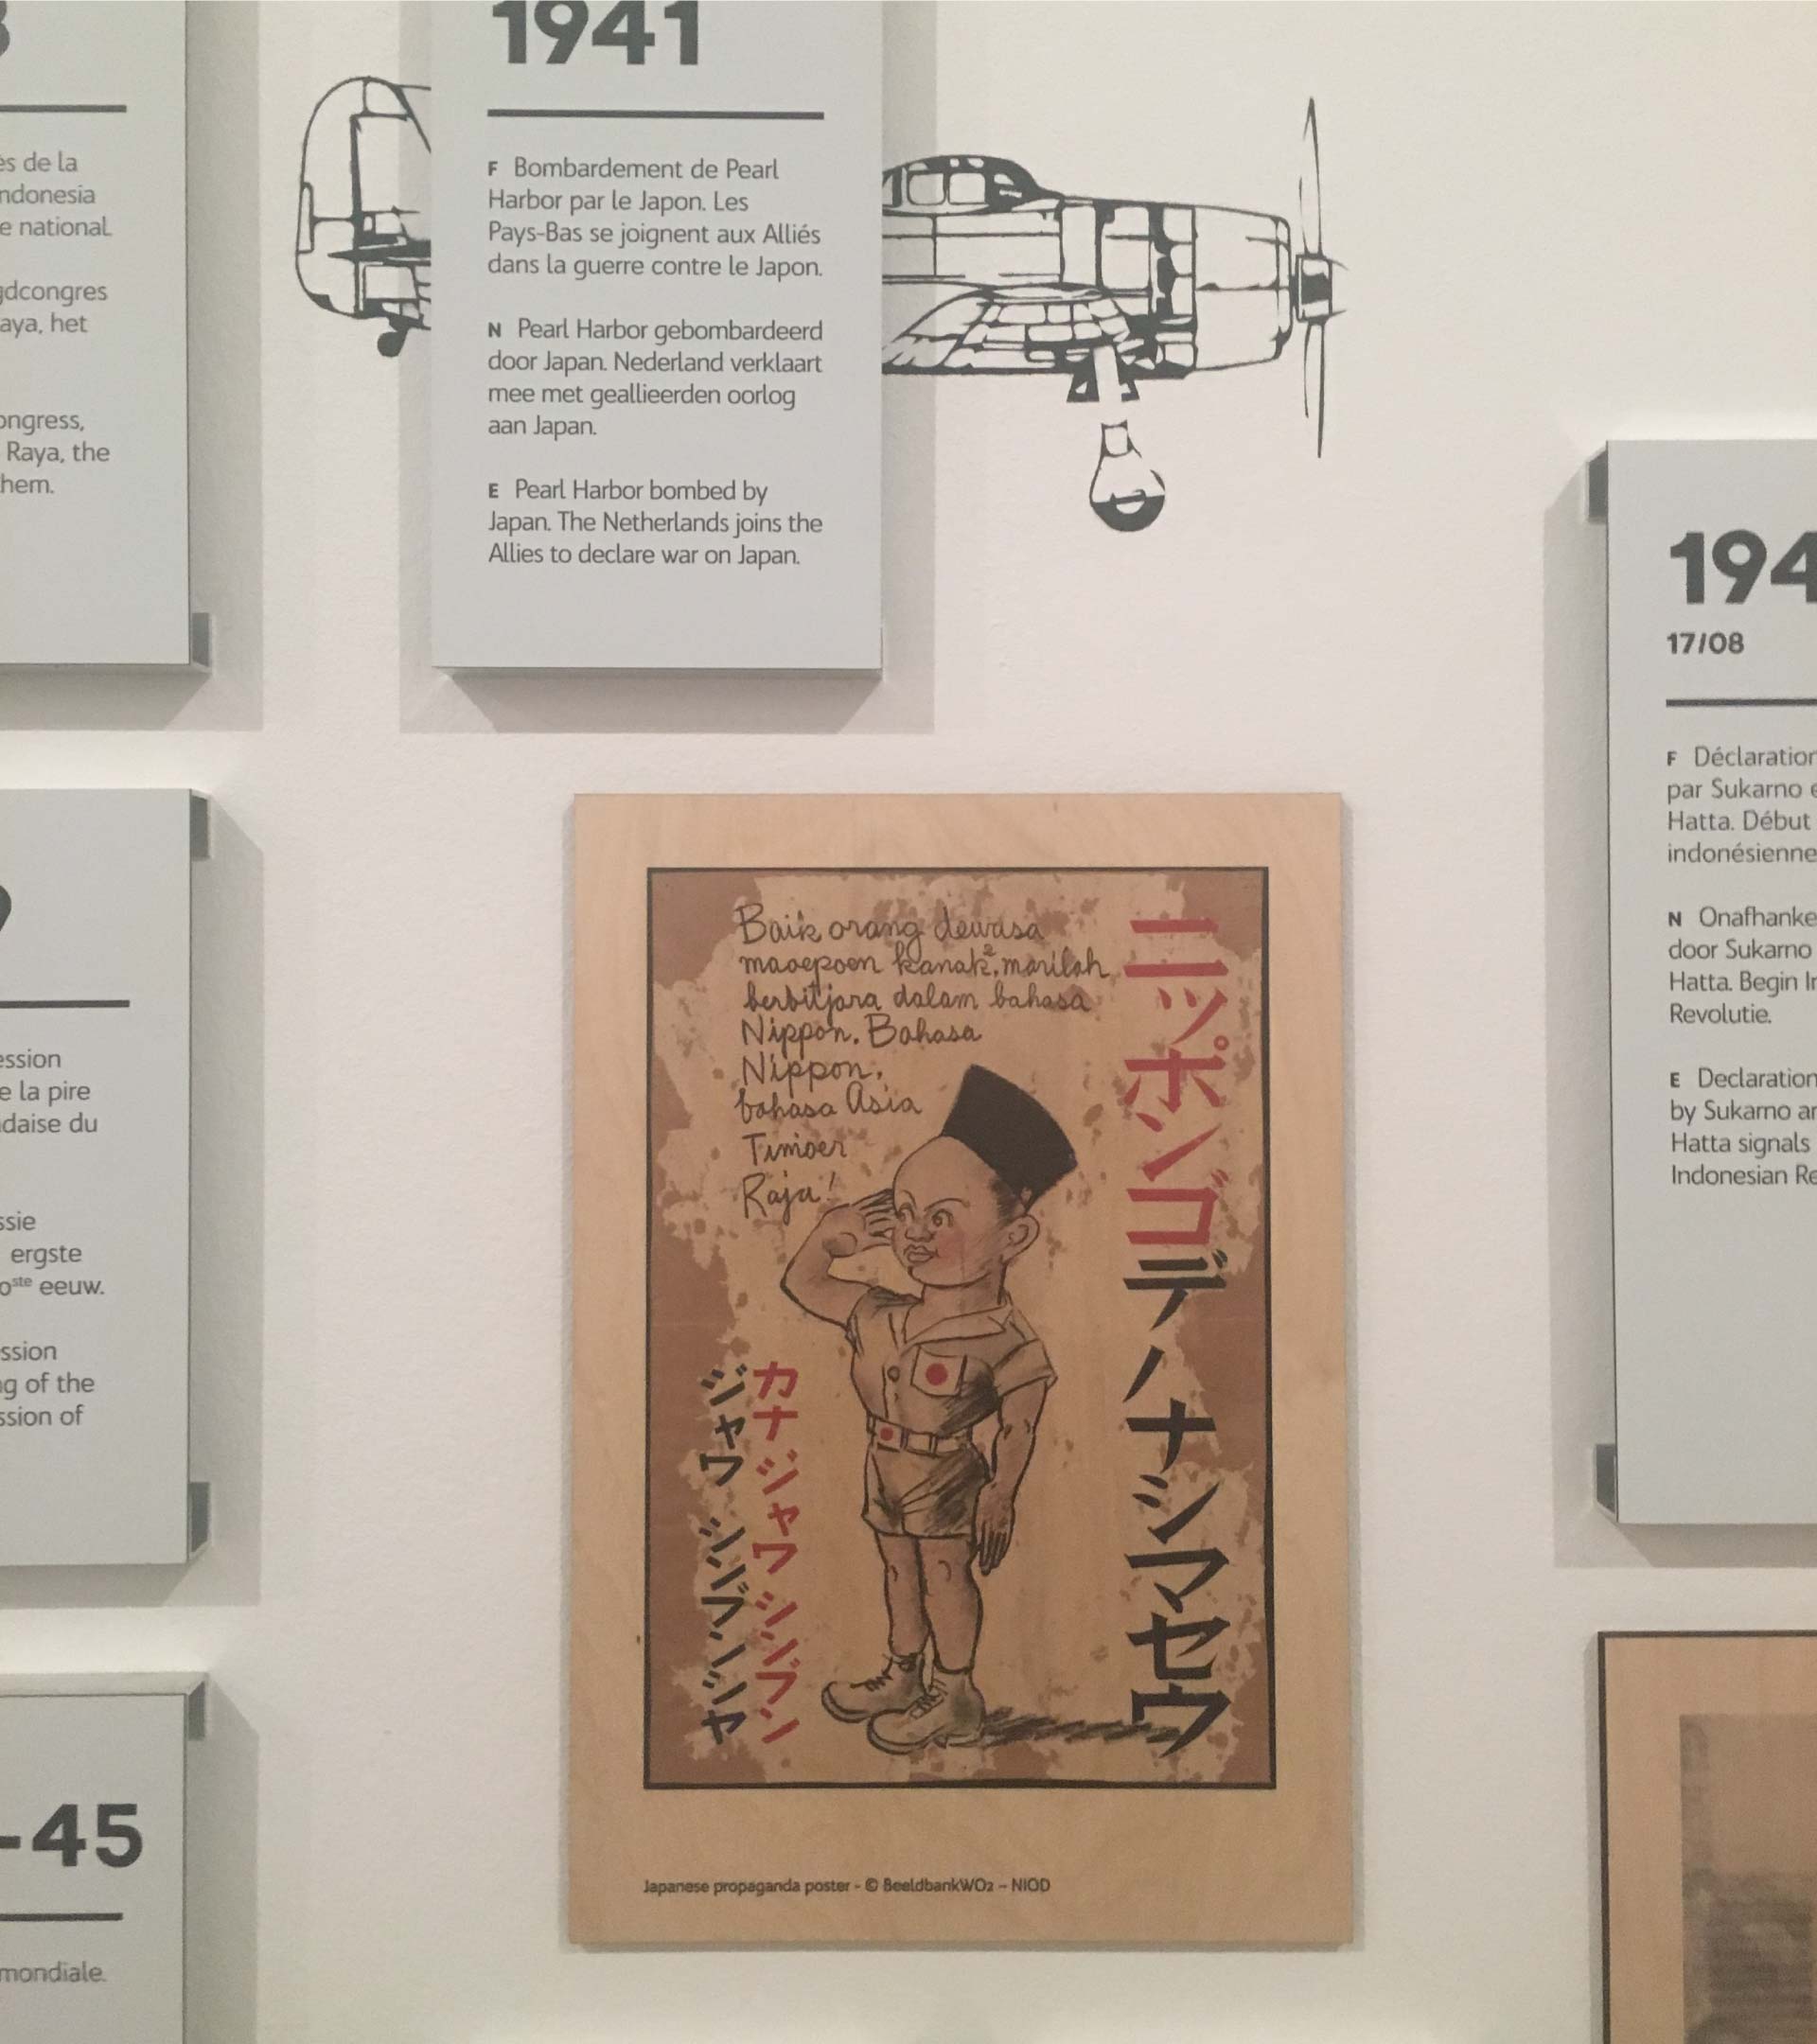 1941
F Bombardement de Pearl
Harbor par le Japon. Les
Pays-Bas se joignent aux Alliés
dans la guerre contre le Japon.
N Pearl Harbor gebombardeerd
door Japan. Nederland verklaart
mee met geallieerden oorlog
aan Japan.
E Pearl Harbor bombed by
Japan. The Netherlands joins the
Allies to declare war on Japan.
de la
ndonesia
national.
gdcongres
aya, het
ongress,
Raya, the
hem.
9
ession
e la pire
daise du
ssie
ergste
oste eeuw.
ssion
g of the
ssion of
-45
mondiale.
Baik orang dewasa
maoepoen kanak2, marilah
berbitjara dalam bahasa
Nippon. Bahasa
Nippon,
bahasa Asia
Timoer
Raja!
ニッポンゴデハナシマセウ
カナジャワシンブン
ジャワシンブンシャ
Japanese propaganda poster - © BeeldbankWO2 – NIOD
194
17/08
F Déclaration
par Sukarno e
Hatta. Début
indonésienne
N Onafhanke
door Sukarno
Hatta. Begin In
Revolutie.
E Declaration
by Sukarno an
Hatta signals
Indonesian Re